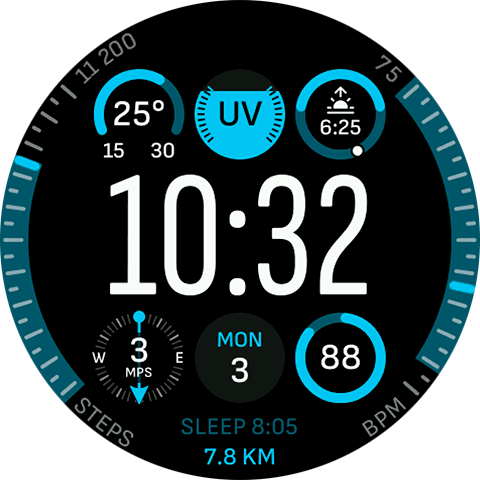 11 200
75
25°
15 30
UV
6:25
10:32
W 3 E
MPS
MON
3
88
STEPS
BPM
SLEEP 8:05
7.8 KM